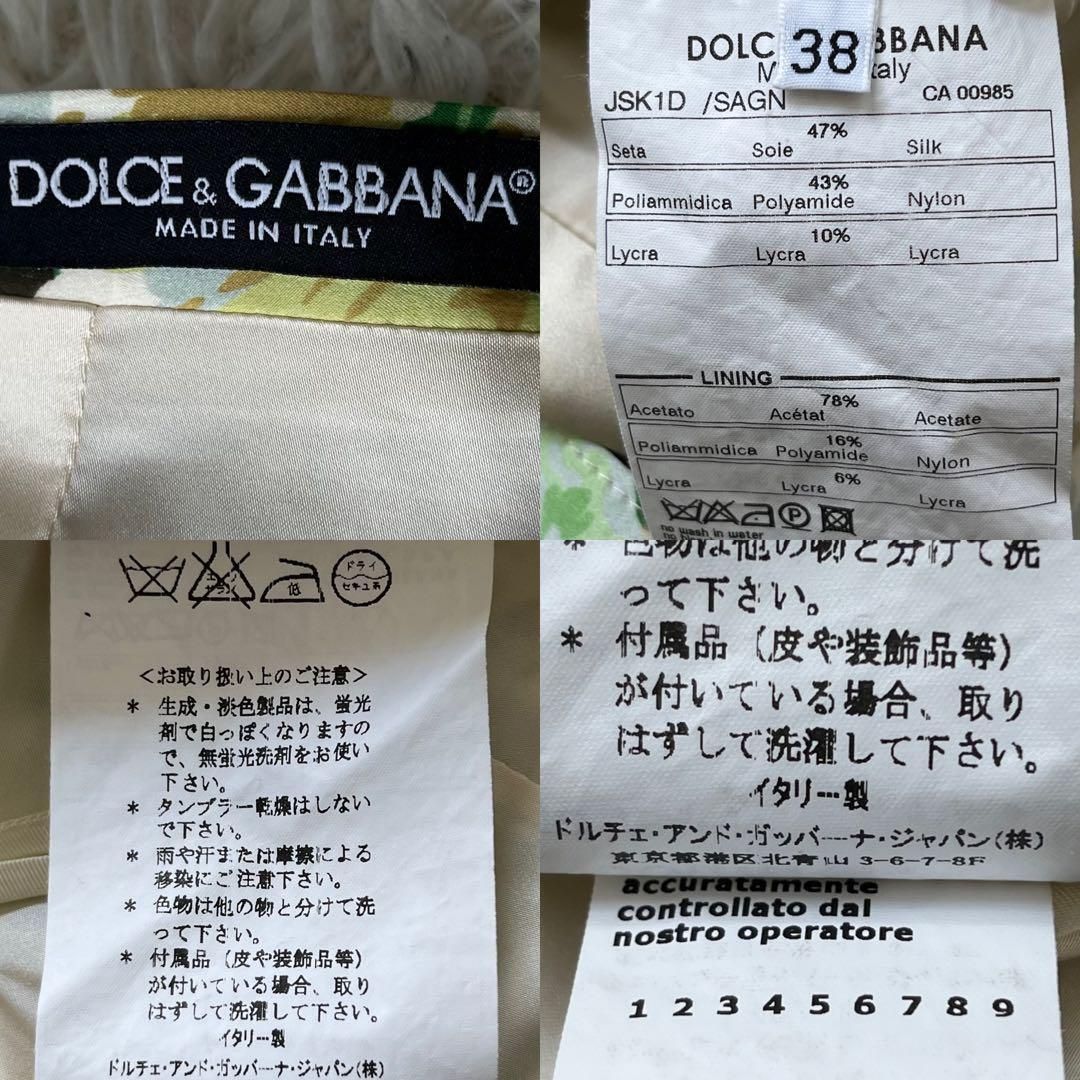 DOLCE & GABBANA®
MADE IN ITALY
38
JSK1D /SAGN CA 00985
47%
Seta Soie Silk
43%
Poliammidica Polyamide Nylon
10%
Lycra Lycra Lycra
LINING
78%
Acetato Acétat Acetate
16%
Poliammidica Polyamide Nylon
6%
Lycra Lycra Lycra
P
no wash in water
低
ドライ
セキユ系
<お取り扱い上のご注意>
* 生成・淡色製品は、蛍光
剤で白っぽくなりますの
で、無蛍光洗剤をお使い
下さい。
* タンブラー乾燥はしない
で下さい。
* 雨や汗または摩擦による
移染にご注意下さい。
* 色物は他の物と分けて洗
って下さい。
* 付属品(皮や装飾品等)
が付いている場合、取り
はずして洗濯して下さい。
イタリー製
ドルチェ・アンド・ガッバーナ・ジャパン(株)
* 色物は他の物と分けて洗
って下さい。
* 付属品(皮や装飾品等)
が付いている場合、取り
はずして洗濯して下さい。
イタリー製
ドルチェ・アンド・ガッバーナ・ジャパン(株)
東京都港区北青山3-6-7-8F
accuratamente
controllato dal
nostro operatore
1 2 3 4 5 6 7 8 9